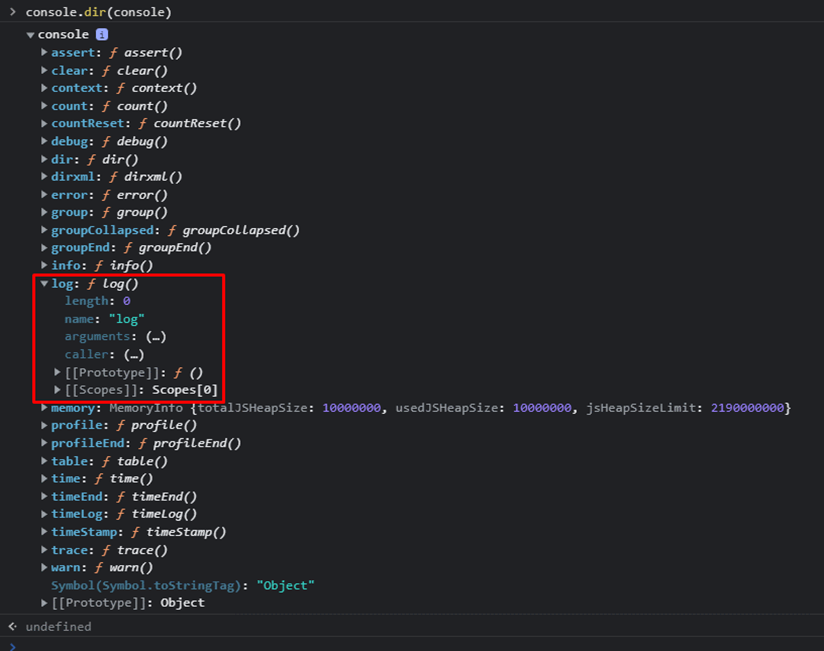 > console.dir(console)
▼console i
▶assert: ƒ assert()
▶clear: ƒ clear()
▶context: ƒ context()
▶count: ƒ count()
▶countReset: ƒ countReset()
▶debug: ƒ debug()
▶dir: ƒ dir()
▶dirxml: ƒ dirxml()
▶error: ƒ error()
▶group: ƒ group()
▶groupCollapsed: ƒ groupCollapsed()
▶groupEnd: ƒ groupEnd()
▶info: ƒ info()
▼log: ƒ log()
length: 0
name: "log"
arguments: (…)
caller: (…)
▶[[Prototype]]: ƒ ()
▶[[Scopes]]: Scopes[0]
▶memory: MemoryInfo {totalJSHeapSize: 10000000, usedJSHeapSize: 10000000, jsHeapSizeLimit: 2190000000}
▶profile: ƒ profile()
▶profileEnd: ƒ profileEnd()
▶table: ƒ table()
▶time: ƒ time()
▶timeEnd: ƒ timeEnd()
▶timeLog: ƒ timeLog()
▶timeStamp: ƒ timeStamp()
▶trace: ƒ trace()
▶warn: ƒ warn()
Symbol(Symbol.toStringTag): "Object"
▶[[Prototype]]: Object
undefined
>